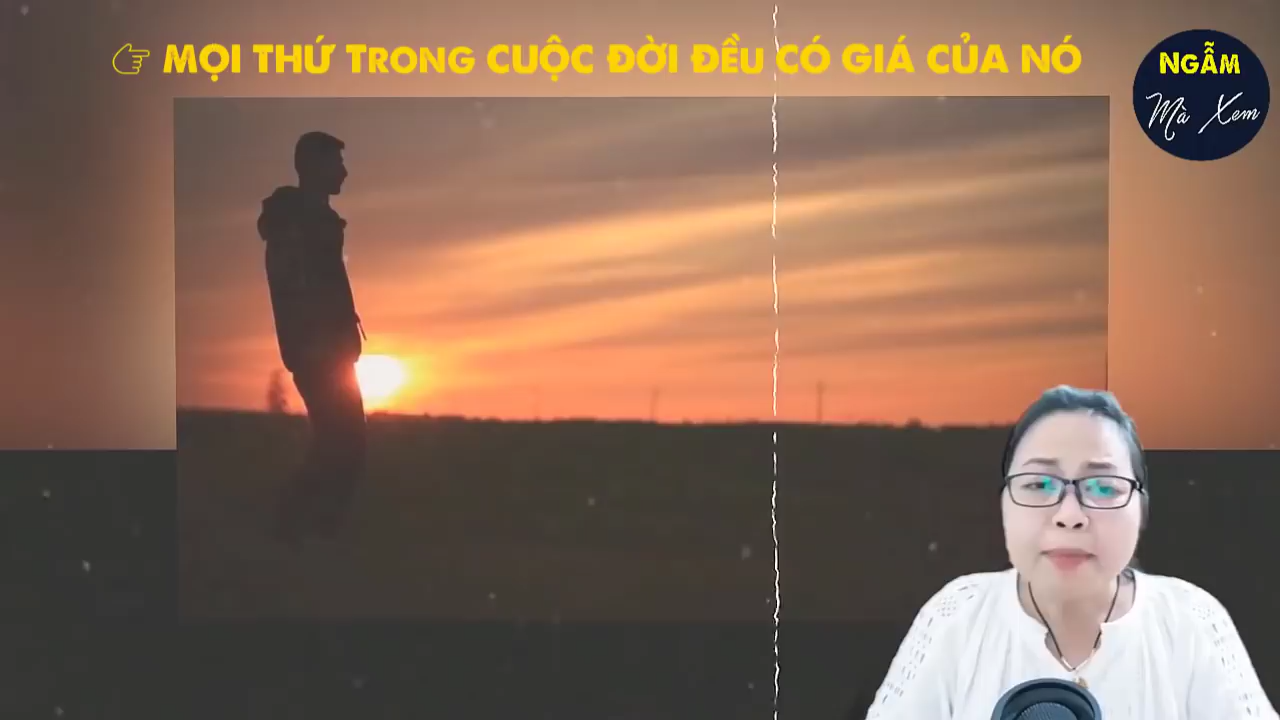 👉 MỌI THỨ TRONG CUỘC ĐỜI ĐỀU CÓ GIÁ CỦA NÓ
NGẪM
Mà Xem